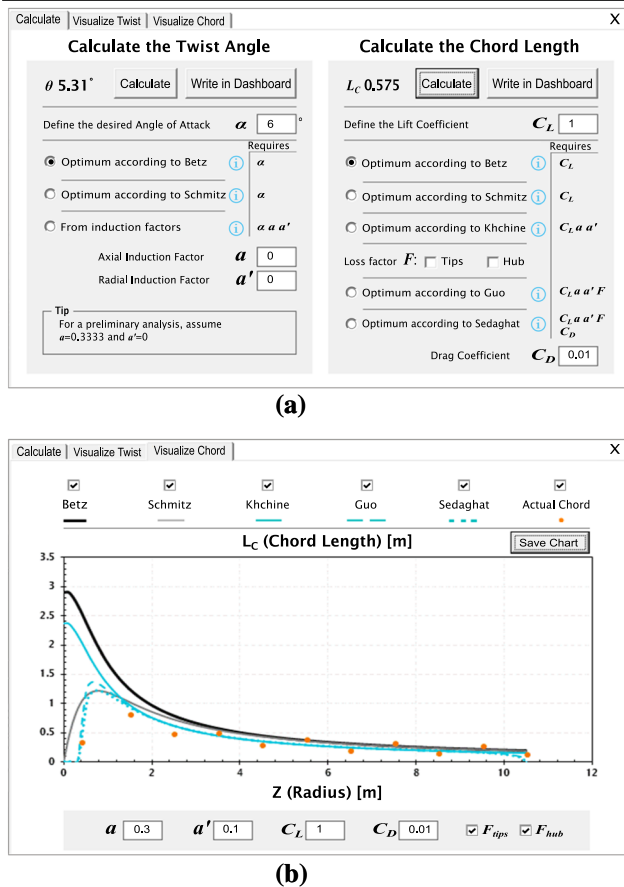 Calculate Visualize Twist Visualize Chord X
Calculate the Twist Angle
θ 5.31° Calculate Write in Dashboard
Define the desired Angle of Attack α 6 °
Requires
Optimum according to Betz i α
Optimum according to Schmitz i α
From induction factors i α a a'
Axial Induction Factor a 0
Radial Induction Factor a' 0
Tip
For a preliminary analysis, assume
a=0.3333 and a'=0
Calculate the Chord Length
L_C 0.575 Calculate Write in Dashboard
Define the Lift Coefficient C_L 1
Requires
Optimum according to Betz i C_L
Optimum according to Schmitz i C_L
Optimum according to Khchine i C_L a a'
Loss factor F: Tips Hub
Optimum according to Guo i C_L a a' F
Optimum according to Sedaghat i C_L a a' F
C_D
Drag Coefficient C_D 0.01
(a)
Calculate Visualize Twist Visualize Chord X
Betz Schmitz Khchine Guo Sedaghat Actual Chord
L_C (Chord Length) [m] Save Chart
3.5
3
2.5
2
1.5
1
0.5
0
0 2 4 6 8 10 12
Z (Radius) [m]
a 0.3 a' 0.1 C_L 1 C_D 0.01 F_tips F_hub
(b)